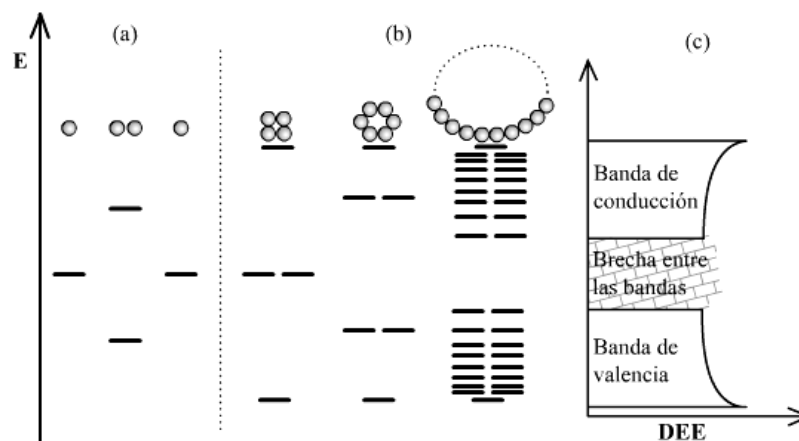 (a)
(b)
(c)
E
Banda de
conducción
Brecha entre
las bandas
Banda de
valencia
DEE